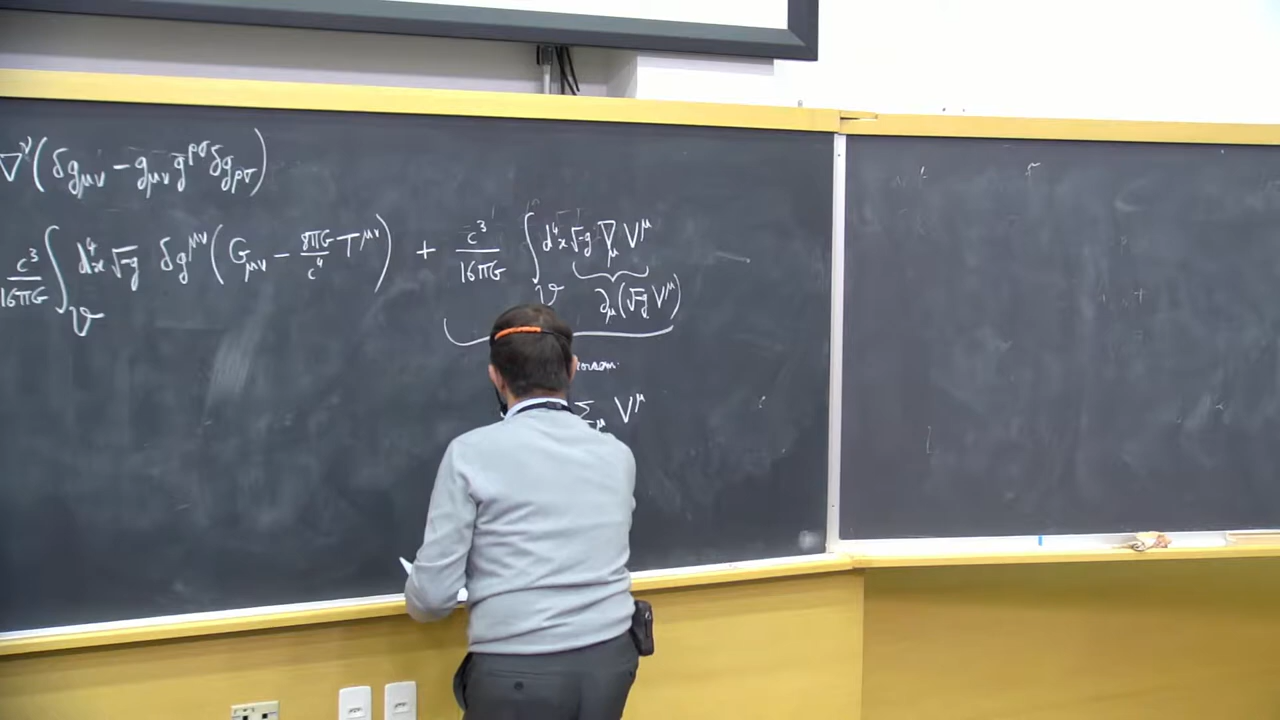 ∇^ν (δg_μν − g_μν g^ρσ δg_ρσ)
c³/16πG ∫_𝒱 d⁴x √-g δg^μν (G_μν − 8πG/c⁴ T^μν) + c³/16πG ∫_𝒱 d⁴x √-g ∇_μ V^μ
∂_μ(√-g V^μ)
Σ_μ V^μ